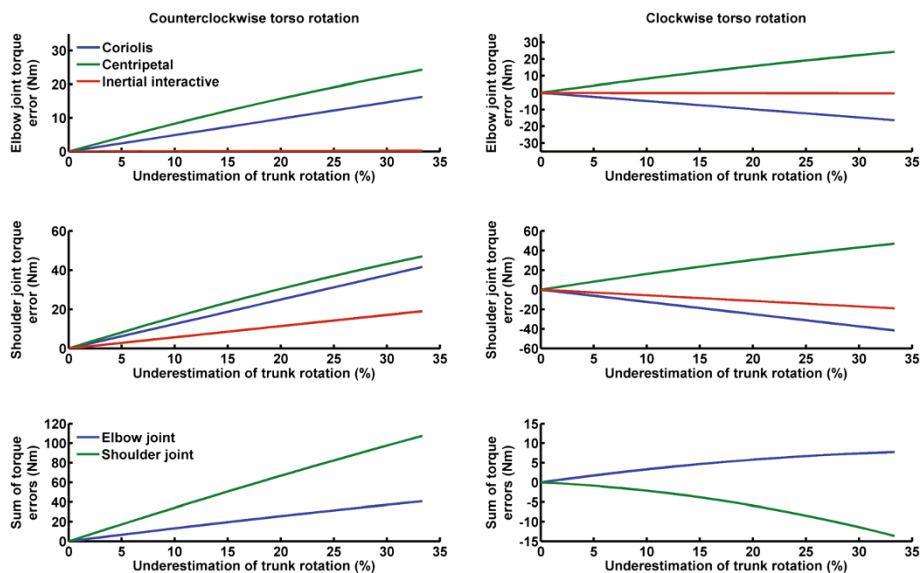 Counterclockwise torso rotation
Elbow joint torque
error (Nm)
30
20
10
0
Coriolis
Centripetal
Inertial interactive
0 5 10 15 20 25 30 35
Underestimation of trunk rotation (%)
Clockwise torso rotation
Elbow joint torque
error (Nm)
30
20
10
0
-10
-20
-30
0 5 10 15 20 25 30 35
Underestimation of trunk rotation (%)
Shoulder joint torque
error (Nm)
60
40
20
0
0 5 10 15 20 25 30 35
Underestimation of trunk rotation (%)
Shoulder joint torque
error (Nm)
60
40
20
0
-20
-40
-60
0 5 10 15 20 25 30 35
Underestimation of trunk rotation (%)
Sum of torque
errors (Nm)
120
100
80
60
40
20
0
Elbow joint
Shoulder joint
0 5 10 15 20 25 30 35
Underestimation of trunk rotation (%)
Sum of torque
errors (Nm)
15
10
5
0
-5
-10
-15
0 5 10 15 20 25 30 35
Underestimation of trunk rotation (%)